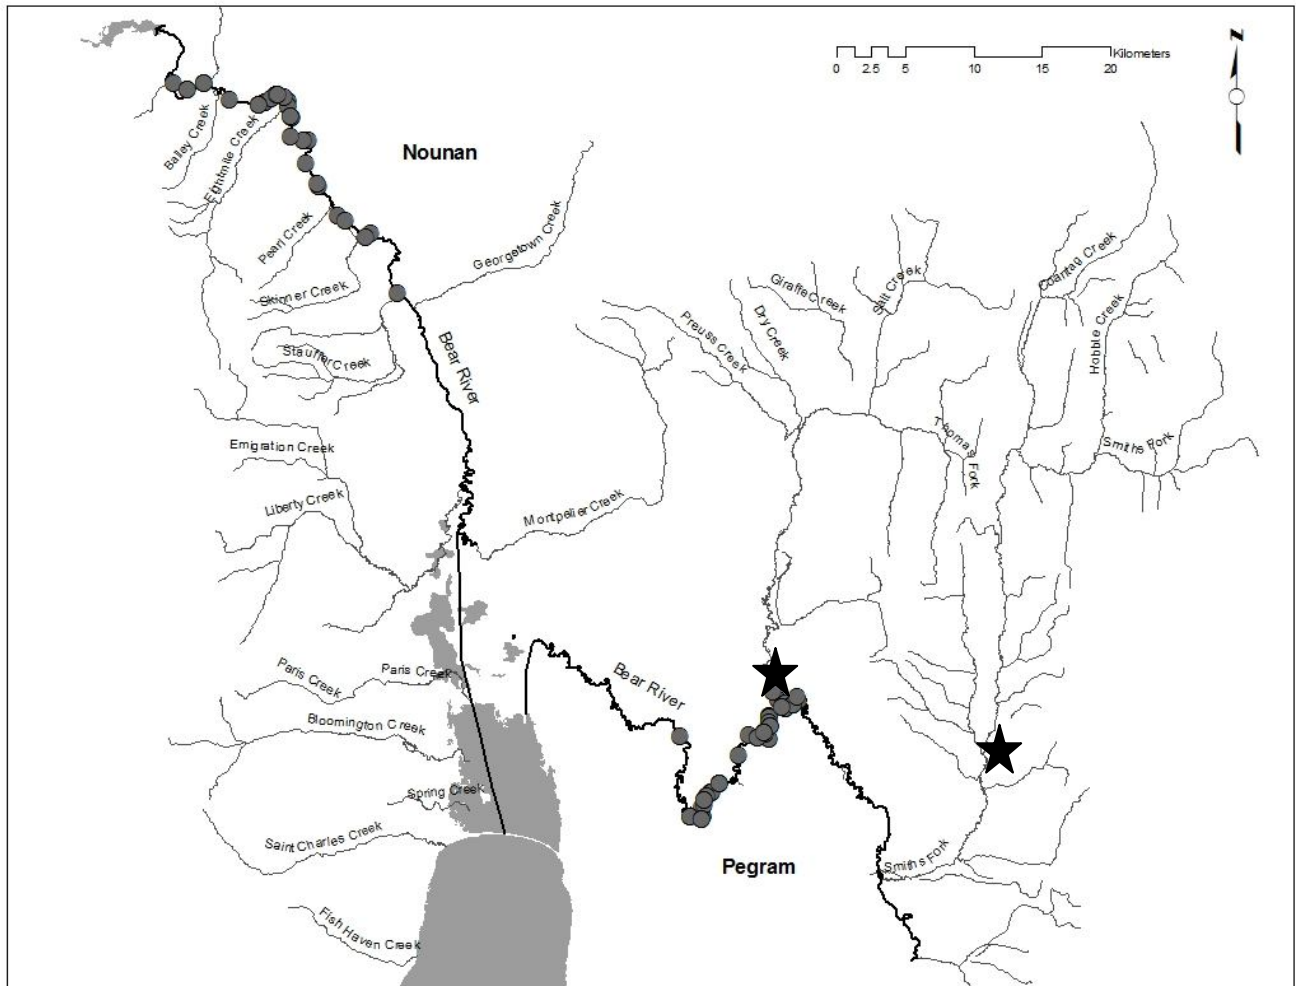 N
Kilometers
0 2.5 5 10 15 20
Nounan
Bailey Creek
Eightmile Creek
Pearl Creek
Georgetown Creek
Skinner Creek
Stauffer Creek
Bear River
Preuss Creek
Dry Creek
Giraffe Creek
Salt Creek
Coantag Creek
Hobble Creek
Thomas Fork
Smiths Fork
Emigration Creek
Liberty Creek
Montpelier Creek
Paris Creek
Paris Creek
Bear River
Bloomington Creek
Spring Creek
Saint Charles Creek
Pegram
Smiths Fork
Fish Haven Creek